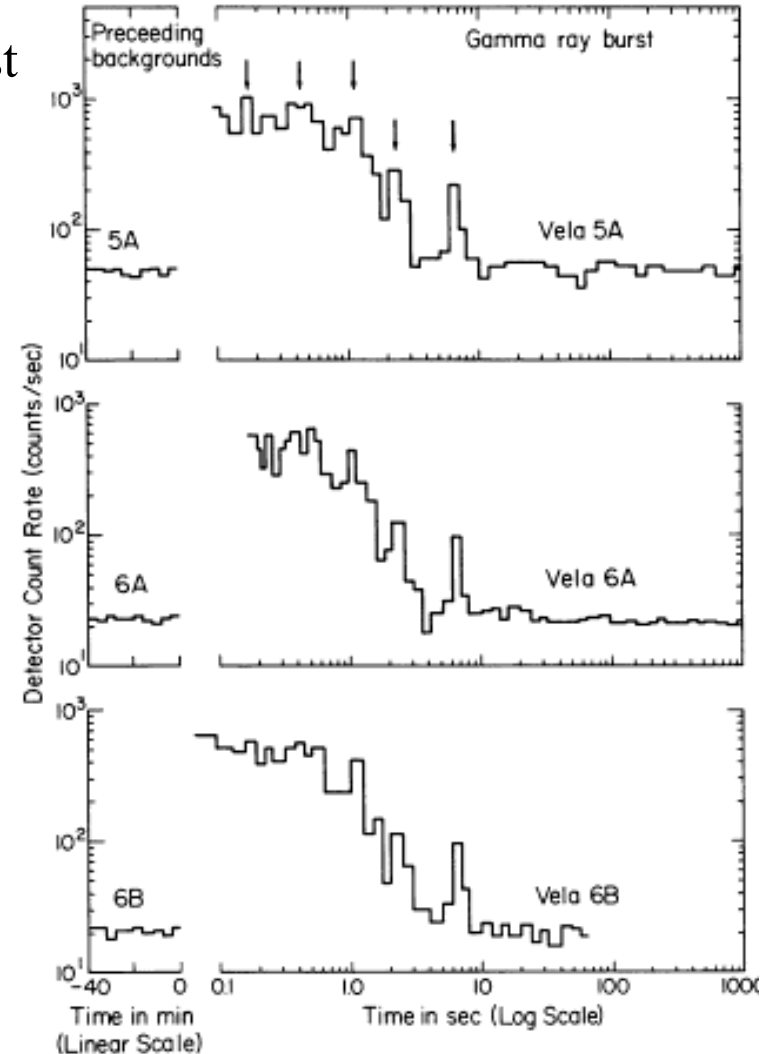 st
Preceeding
backgrounds
Gamma ray burst
10³
10²
10¹
5A
Vela 5A
Detector Count Rate (counts/sec)
10³
10²
10¹
6A
Vela 6A
10³
10²
10¹
6B
Vela 6B
-40 0 0.1 1.0 10 100 1000
Time in min
(Linear Scale)
Time in sec (Log Scale)